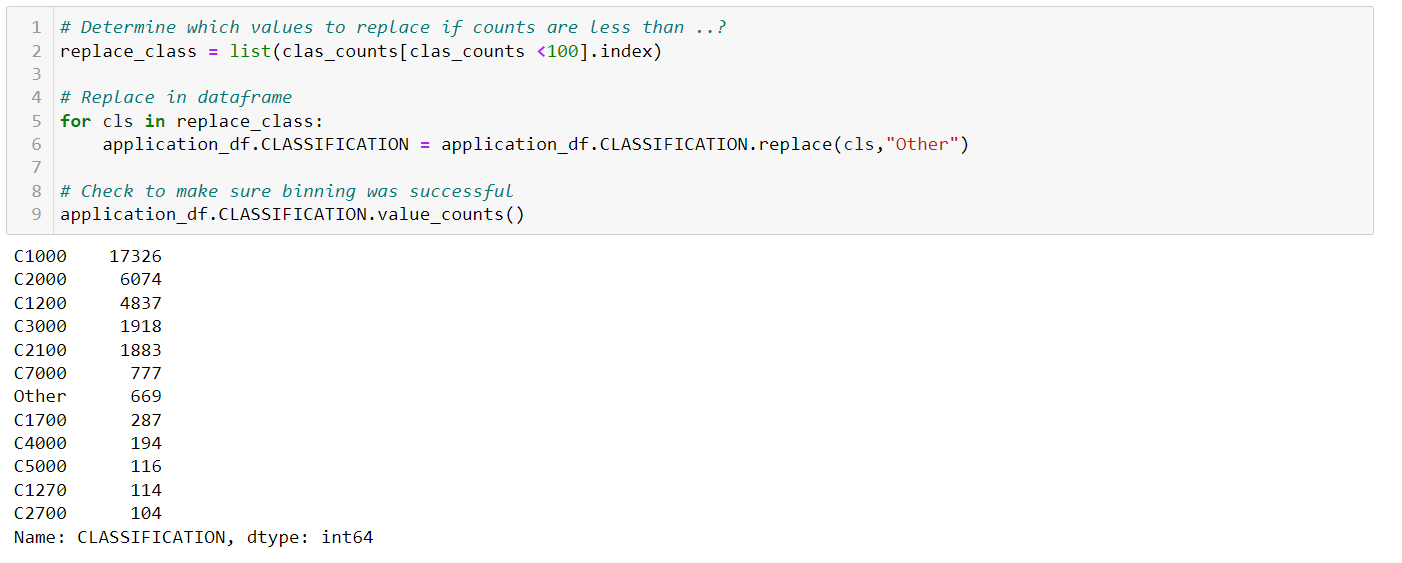 1 # Determine which values to replace if counts are less than ..?
2 replace_class = list(clas_counts[clas_counts <100].index)
3
4 # Replace in dataframe
5 for cls in replace_class:
6     application_df.CLASSIFICATION = application_df.CLASSIFICATION.replace(cls,"Other")
7
8 # Check to make sure binning was successful
9 application_df.CLASSIFICATION.value_counts()
C1000    17326
C2000     6074
C1200     4837
C3000     1918
C2100     1883
C7000      777
Other      669
C1700      287
C4000      194
C5000      116
C1270      114
C2700      104
Name: CLASSIFICATION, dtype: int64